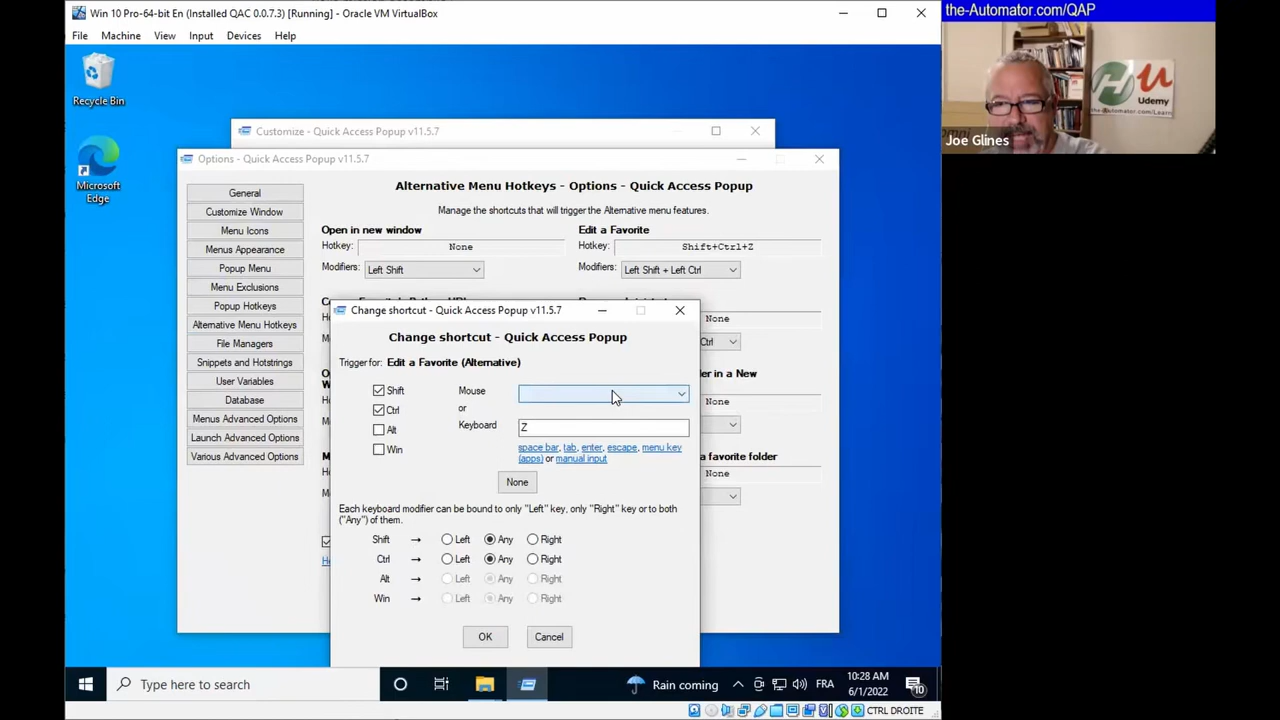 Win 10 Pro-64-bit En (Installed QAC 0.0.7.3) [Running] - Oracle VM VirtualBox
the-Automator.com/QAP
File Machine View Input Devices Help
Recycle Bin
Microsoft
Edge
Udemy
the-Automator.com/Learn
Joe Glines
Customize - Quick Access Popup v11.5.7
Options - Quick Access Popup v11.5.7
General
Customize Window
Menu Icons
Menus Appearance
Popup Menu
Menu Exclusions
Popup Hotkeys
Alternative Menu Hotkeys
File Managers
Snippets and Hotstrings
User Variables
Database
Menus Advanced Options
Launch Advanced Options
Various Advanced Options
Alternative Menu Hotkeys - Options - Quick Access Popup
Manage the shortcuts that will trigger the Alternative menu features.
Open in new window
Hotkey: None
Modifiers: Left Shift
Edit a Favorite
Hotkey: Shift+Ctrl+Z
Modifiers: Left Shift + Left Ctrl
None
Ctrl
der in a New
None
a favorite folder
None
Change shortcut - Quick Access Popup v11.5.7
Change shortcut - Quick Access Popup
Trigger for: Edit a Favorite (Alternative)
Shift
Ctrl
Alt
Win
Mouse
or
Keyboard Z
space bar, tab, enter, escape, menu key
(apps) or manual input
None
Each keyboard modifier can be bound to only "Left" key, only "Right" key or to both
("Any") of them.
Shift → Left Any Right
Ctrl → Left Any Right
Alt → Left Any Right
Win → Left Any Right
OK Cancel
Type here to search
Rain coming
FRA
10:28 AM
6/1/2022
10
CTRL DROITE